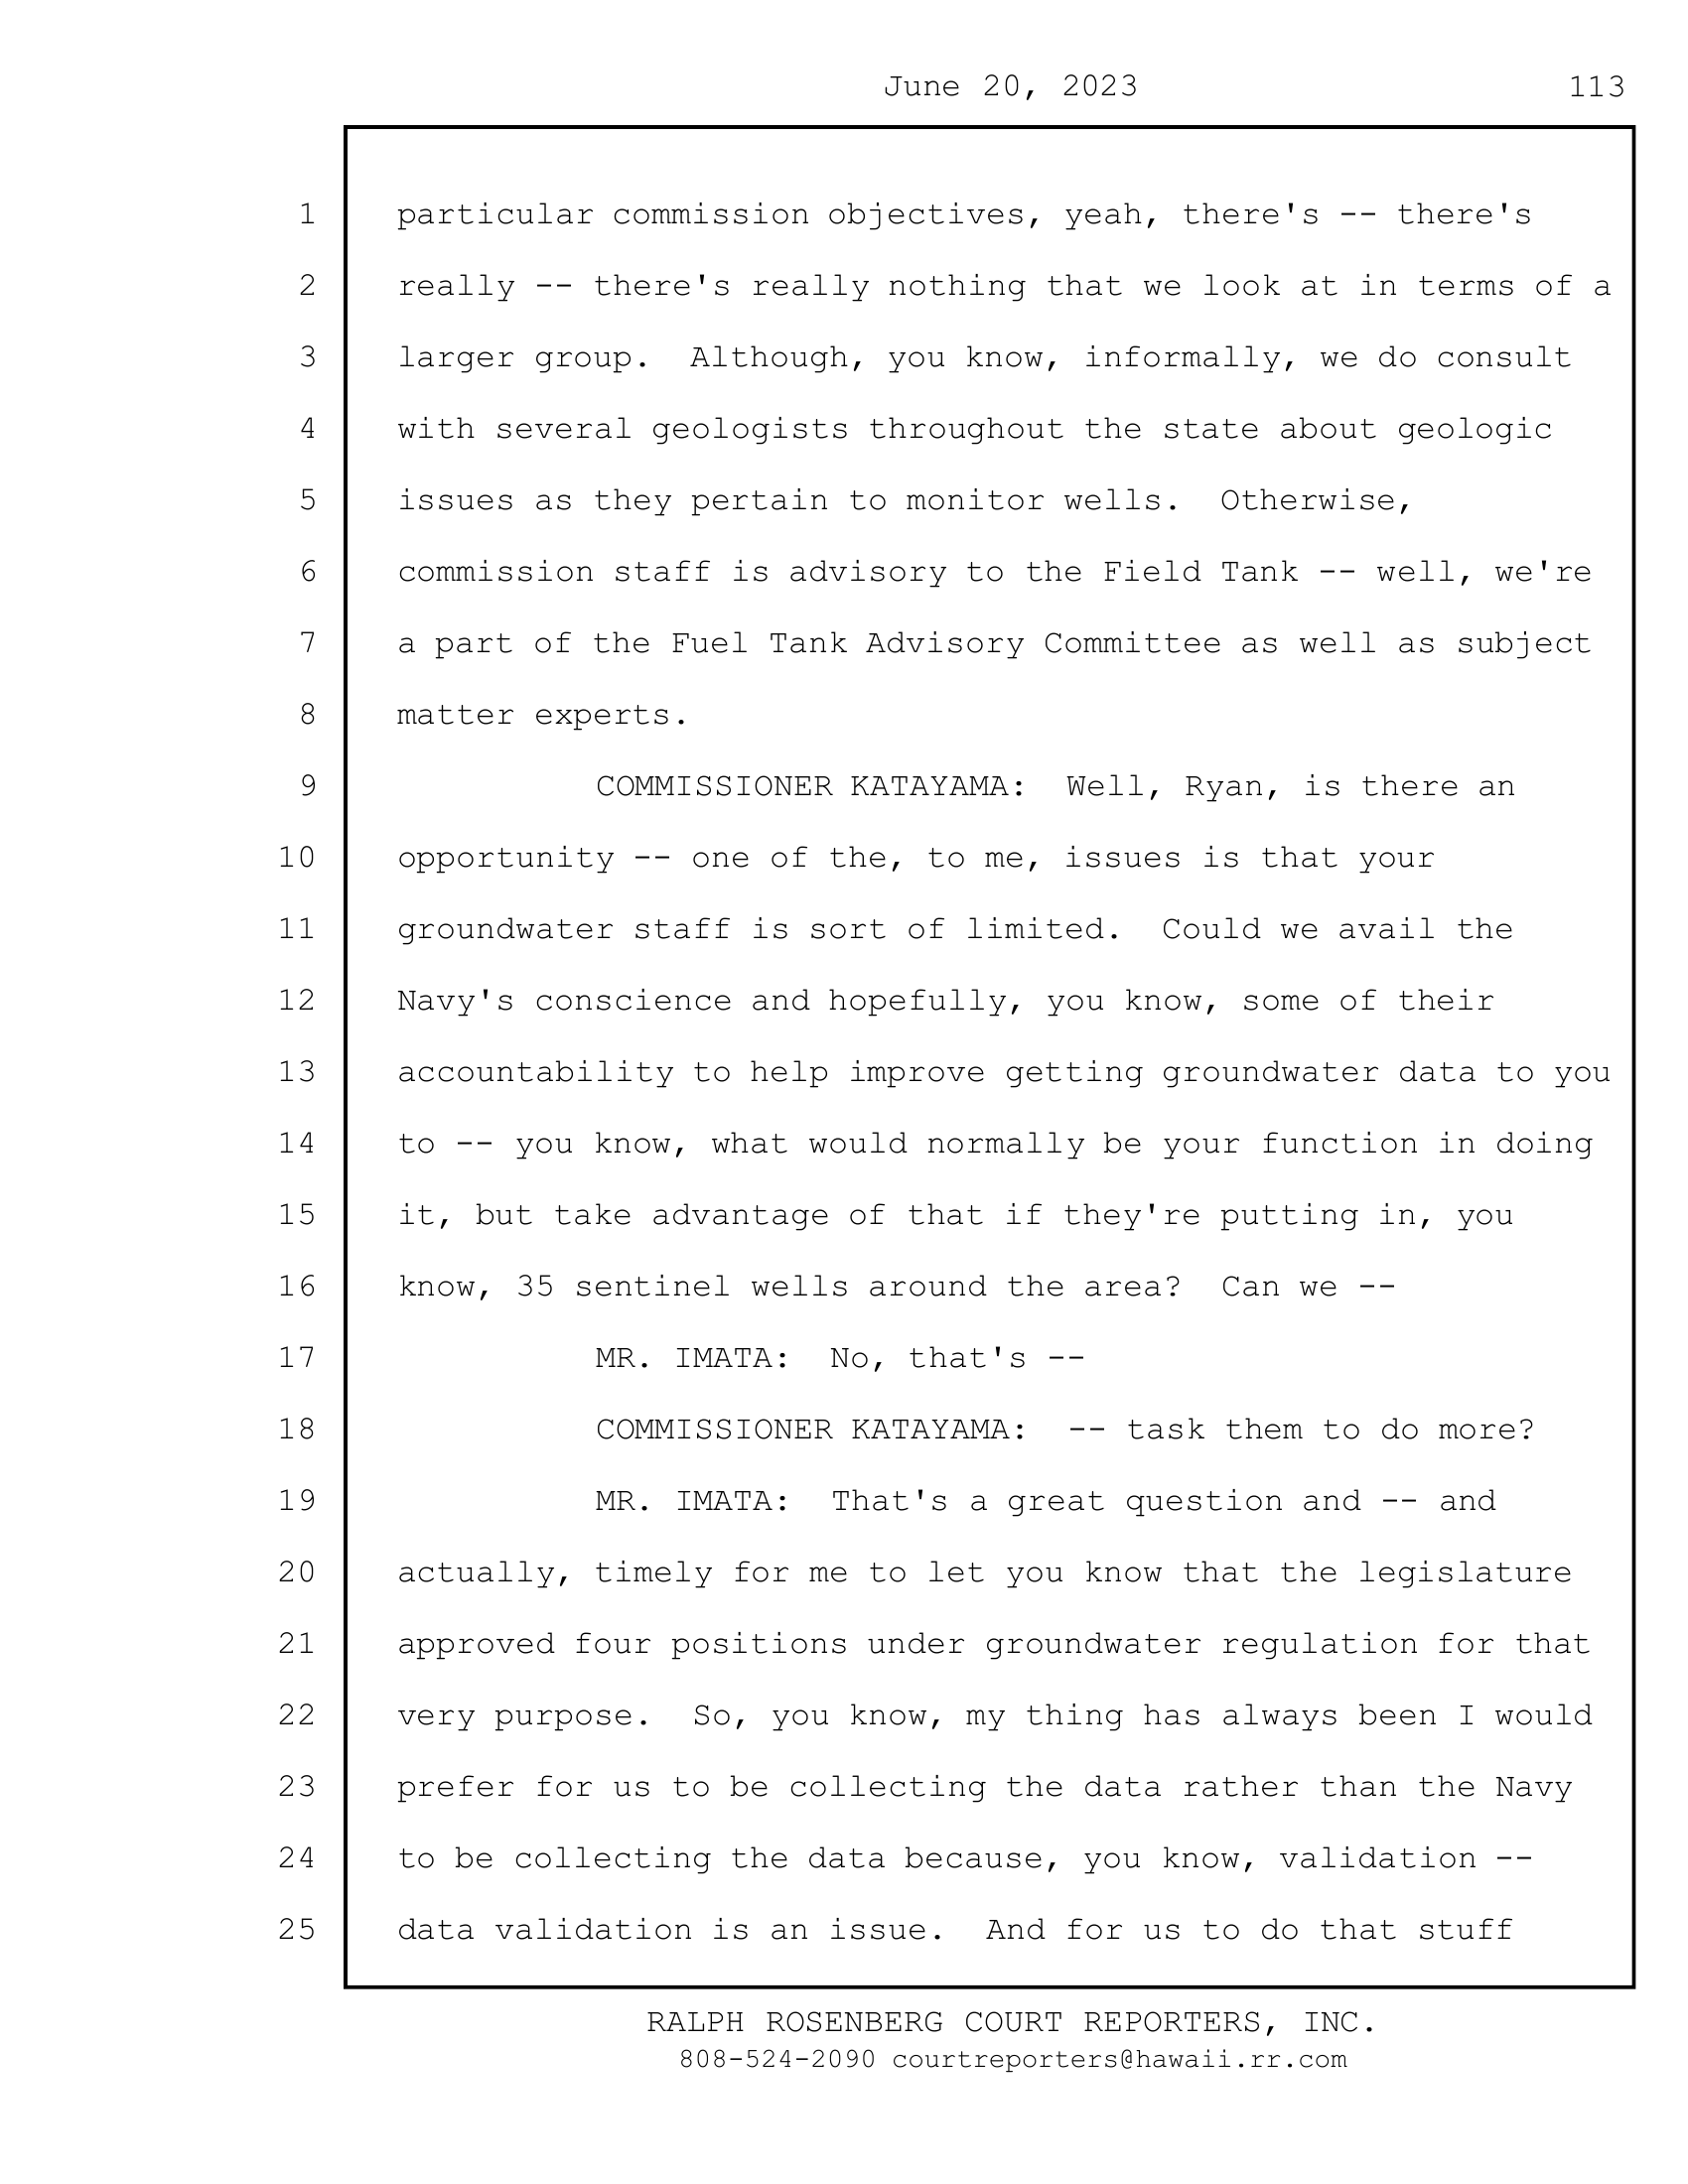 June 20, 2023 113
1 particular commission objectives, yeah, there's -- there's
2 really -- there's really nothing that we look at in terms of a
3 larger group.  Although, you know, informally, we do consult
4 with several geologists throughout the state about geologic
5 issues as they pertain to monitor wells.  Otherwise,
6 commission staff is advisory to the Field Tank -- well, we're
7 a part of the Fuel Tank Advisory Committee as well as subject
8 matter experts.
9 COMMISSIONER KATAYAMA:  Well, Ryan, is there an
10 opportunity -- one of the, to me, issues is that your
11 groundwater staff is sort of limited.  Could we avail the
12 Navy's conscience and hopefully, you know, some of their
13 accountability to help improve getting groundwater data to you
14 to -- you know, what would normally be your function in doing
15 it, but take advantage of that if they're putting in, you
16 know, 35 sentinel wells around the area?  Can we --
17 MR. IMATA:  No, that's --
18 COMMISSIONER KATAYAMA:  -- task them to do more?
19 MR. IMATA:  That's a great question and -- and
20 actually, timely for me to let you know that the legislature
21 approved four positions under groundwater regulation for that
22 very purpose.  So, you know, my thing has always been I would
23 prefer for us to be collecting the data rather than the Navy
24 to be collecting the data because, you know, validation --
25 data validation is an issue.  And for us to do that stuff
RALPH ROSENBERG COURT REPORTERS, INC.
808-524-2090 courtreporters@hawaii.rr.com